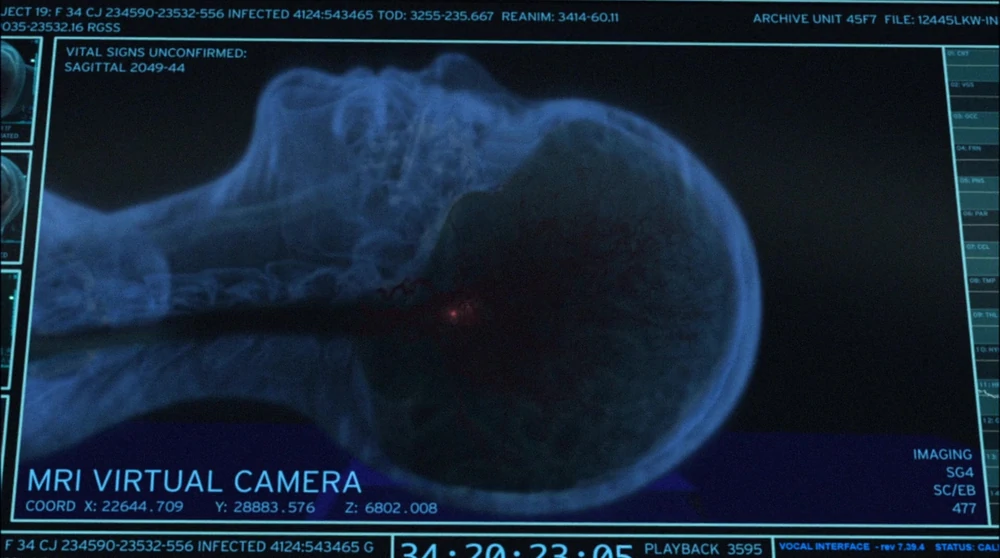 JECT 19: F 34 CJ 234590-23532-556 INFECTED 4124:543465 TOD: 3255-235.667 REANIM: 3414-60.11
ARCHIVE UNIT 45F7 FILE: 12445LKW-IN
035-23532.16 RGSS
VITAL SIGNS UNCONFIRMED:
SAGITTAL 2049-44
MRI VIRTUAL CAMERA
COORD X: 22644.709 Y: 28883.576 Z: 6802.008
IMAGING
SG4
SC/EB
477
F 34 CJ 234590-23532-556 INFECTED 4124:543465 G
34:20:23:05
PLAYBACK 3595
VOCAL INTERFACE - rev 7.39.4 STATUS: CAL